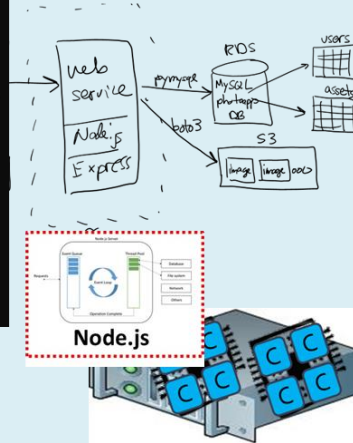 web
service
Node.js
Express
pymysql
boto3
RDS
MySQL
photoapp
DB
users
assets
S3
image image
Node.js Server
Event Queue
Thread Pool
Requests
Event Loop
Database
File system
Network
Others
Operation Complete
Node.js
C C
C C
C C
C C